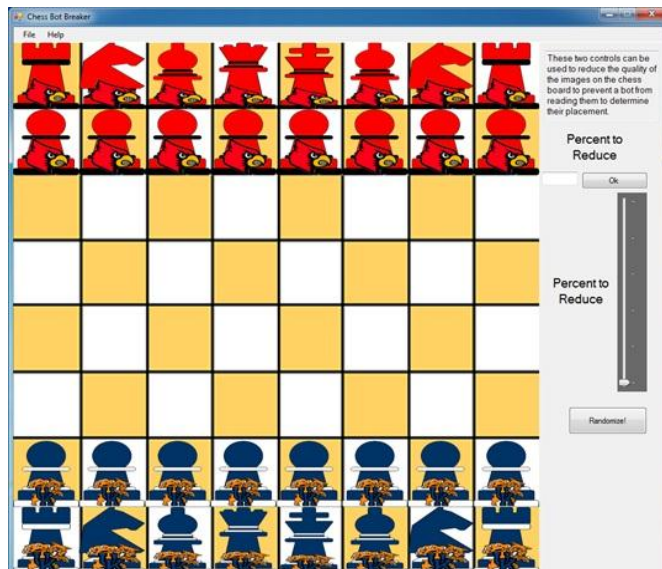 Chess Bot Breaker
File Help
These two controls can be
used to reduce the quality of
the images on the chess
board to prevent a bot from
reading them to determine
their placement.
Percent to
Reduce
Ok
Percent to
Reduce
Randomize!